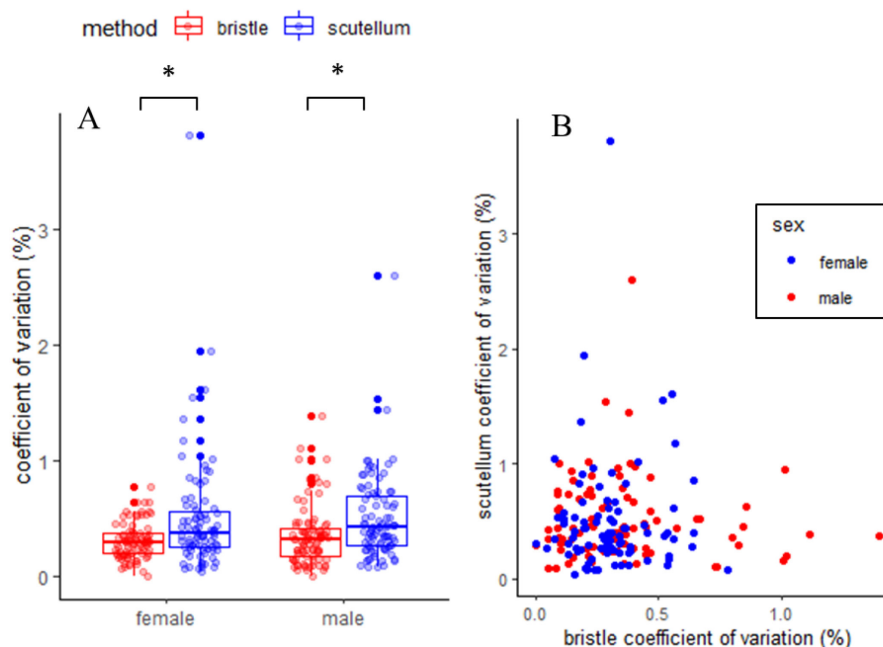 method bristle scutellum
* *
A
coefficient of variation (%)
3
2
1
0
female male
B
scutellum coefficient of variation (%)
3
2
1
0
sex
female
male
0.0 0.5 1.0
bristle coefficient of variation (%)